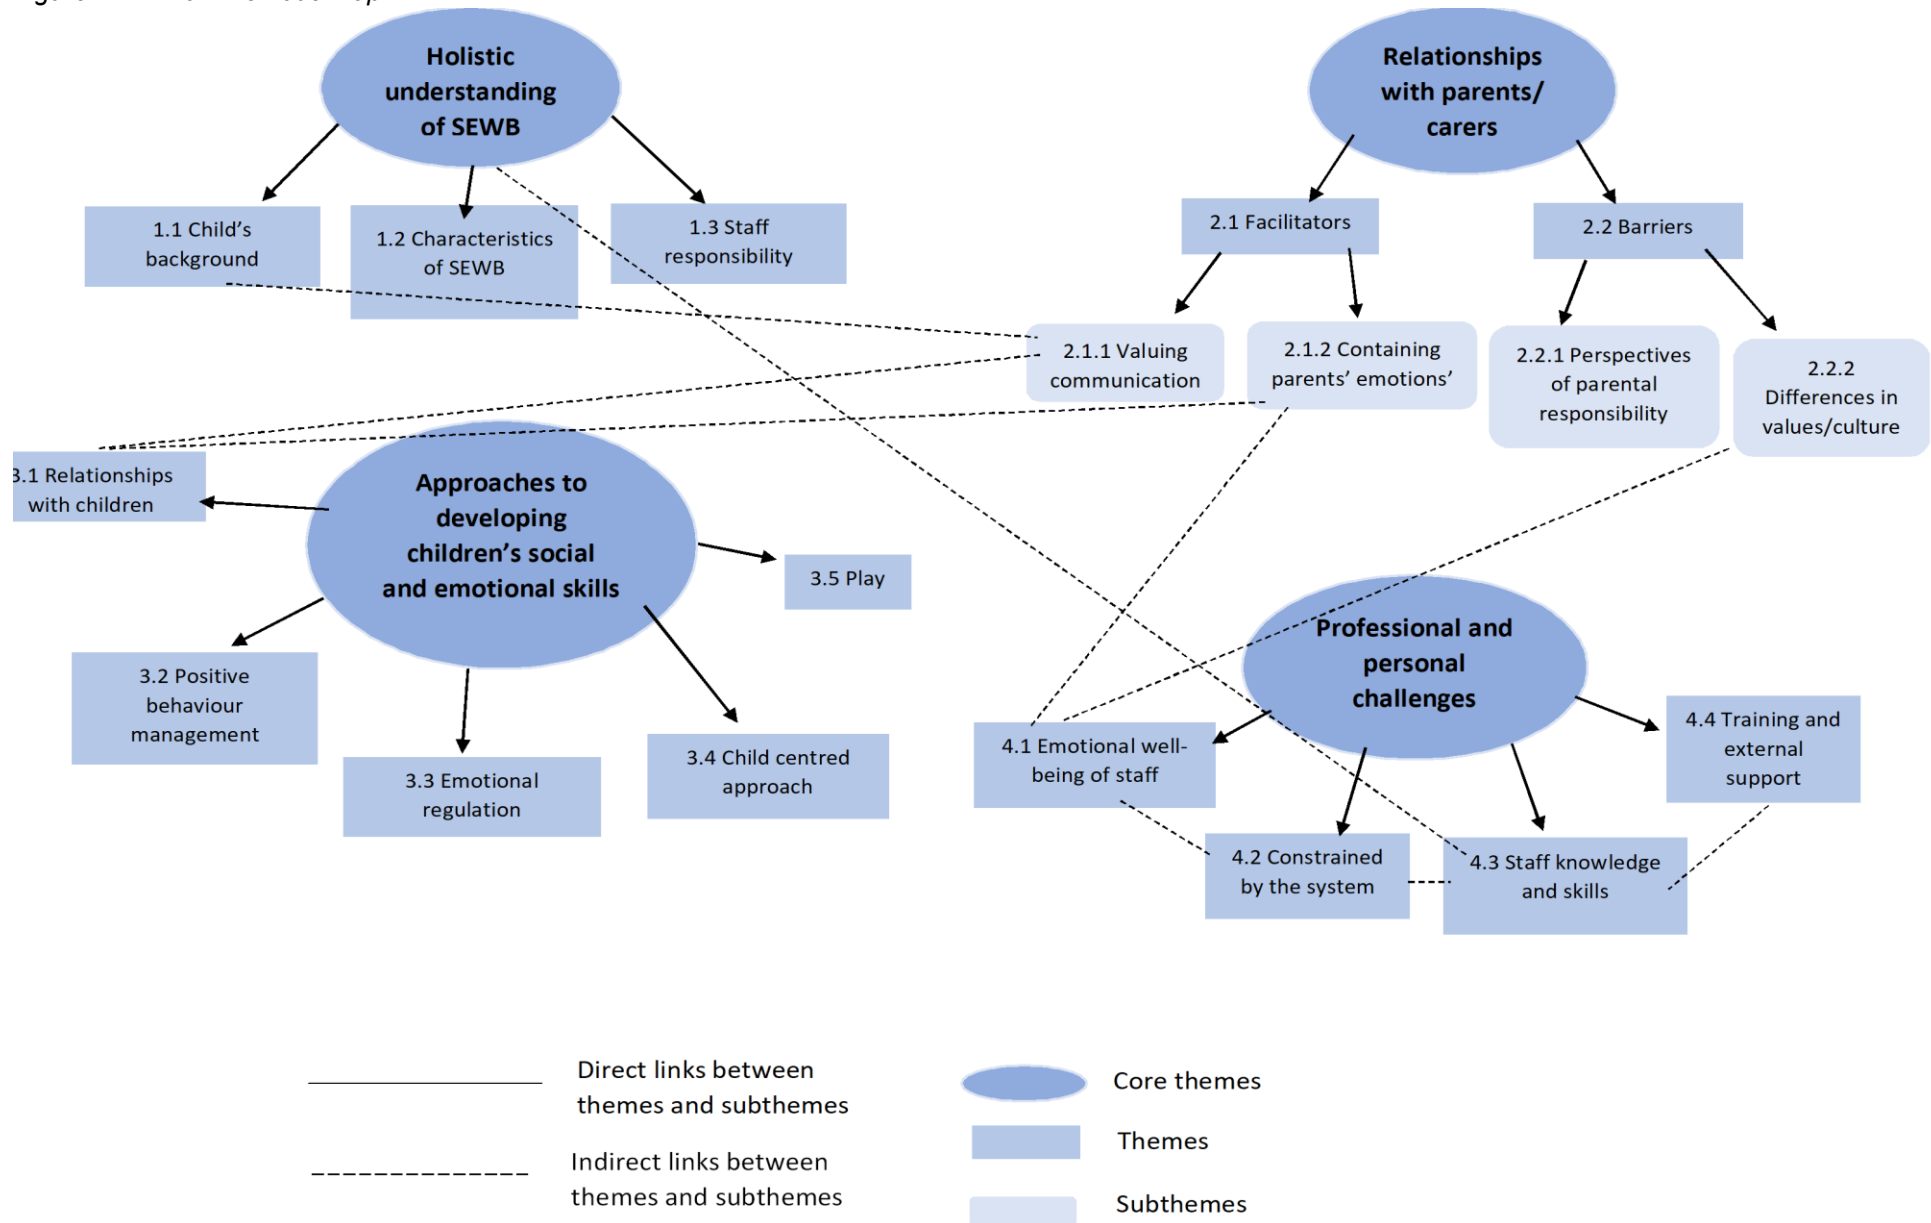 Holistic
understanding
of SEWB
Relationships
with parents/
carers
1.1 Child’s
background
1.2 Characteristics
of SEWB
1.3 Staff
responsibility
2.1 Facilitators
2.2 Barriers
2.1.1 Valuing
communication
2.1.2 Containing
parents’ emotions’
2.2.1 Perspectives
of parental
responsibility
2.2.2
Differences in
values/culture
3.1 Relationships
with children
Approaches to
developing
children’s social
and emotional skills
3.5 Play
3.2 Positive
behaviour
management
3.3 Emotional
regulation
3.4 Child centred
approach
Professional and
personal
challenges
4.1 Emotional well-
being of staff
4.2 Constrained
by the system
4.3 Staff knowledge
and skills
4.4 Training and
external
support
Direct links between
themes and subthemes
Indirect links between
themes and subthemes
Core themes
Themes
Subthemes